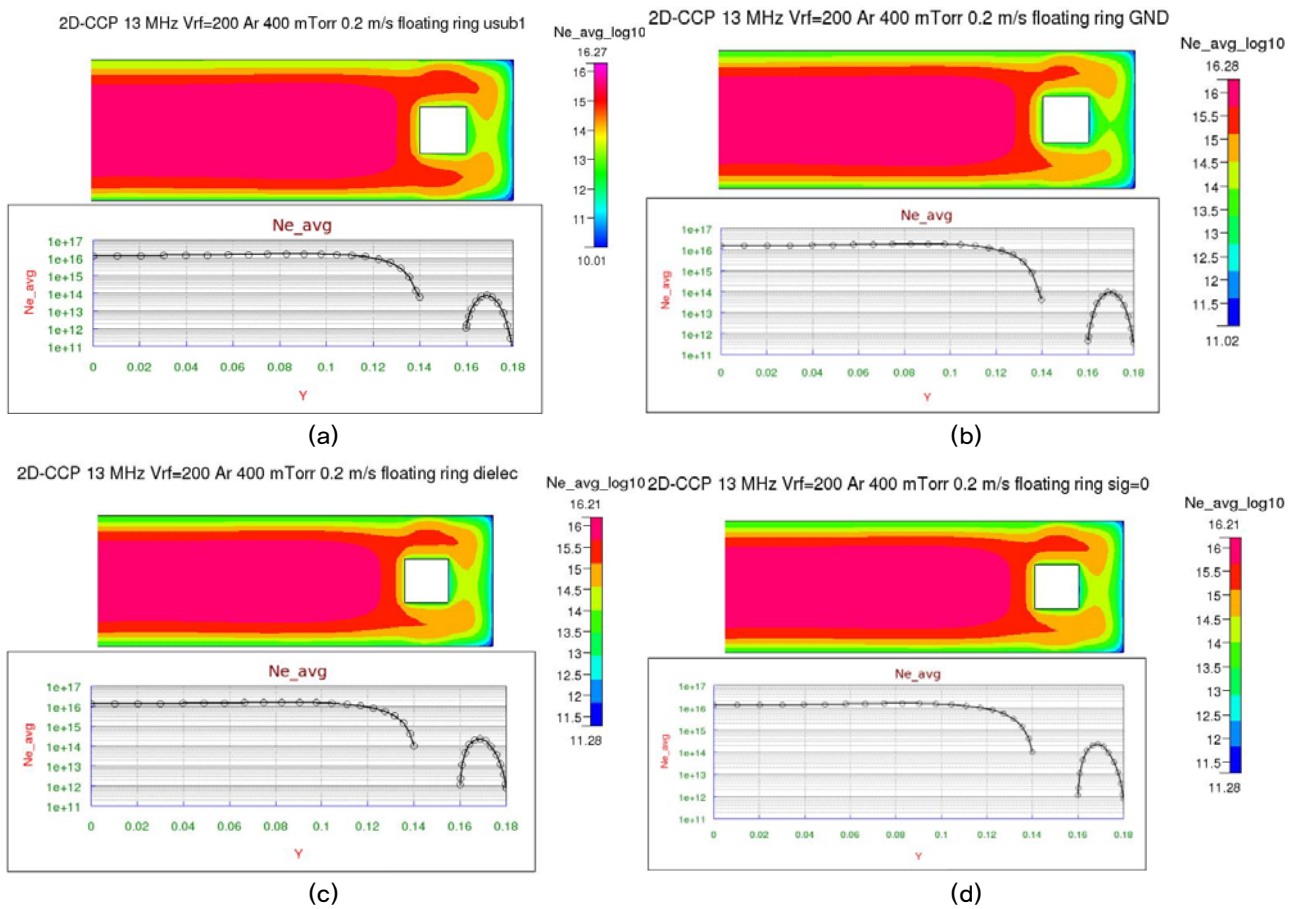 2D-CCP 13 MHz Vrf=200 Ar 400 mTorr 0.2 m/s floating ring usub1
Ne_avg_log10
16.27
16
15
14
13
12
11
10.01
Ne_avg
1e+17
1e+16
1e+15
1e+14
1e+13
1e+12
1e+11
Ne_avg
0 0.02 0.04 0.06 0.08 0.1 0.12 0.14 0.16 0.18
Y
(a)
2D-CCP 13 MHz Vrf=200 Ar 400 mTorr 0.2 m/s floating ring GND
Ne_avg_log10
16.28
16
15.5
15
14.5
14
13.5
13
12.5
12
11.5
11.02
Ne_avg
1e+17
1e+16
1e+15
1e+14
1e+13
1e+12
1e+11
Ne_avg
0 0.02 0.04 0.06 0.08 0.1 0.12 0.14 0.16 0.18
Y
(b)
2D-CCP 13 MHz Vrf=200 Ar 400 mTorr 0.2 m/s floating ring dielec
Ne_avg_log10
16.21
16
15.5
15
14.5
14
13.5
13
12.5
12
11.5
11.28
Ne_avg
1e+17
1e+16
1e+15
1e+14
1e+13
1e+12
1e+11
Ne_avg
0 0.02 0.04 0.06 0.08 0.1 0.12 0.14 0.16 0.18
Y
(c)
2D-CCP 13 MHz Vrf=200 Ar 400 mTorr 0.2 m/s floating ring sig=0
Ne_avg_log10
16.21
16
15.5
15
14.5
14
13.5
13
12.5
12
11.5
11.28
Ne_avg
1e+17
1e+16
1e+15
1e+14
1e+13
1e+12
1e+11
Ne_avg
0 0.02 0.04 0.06 0.08 0.1 0.12 0.14 0.16 0.18
Y
(d)